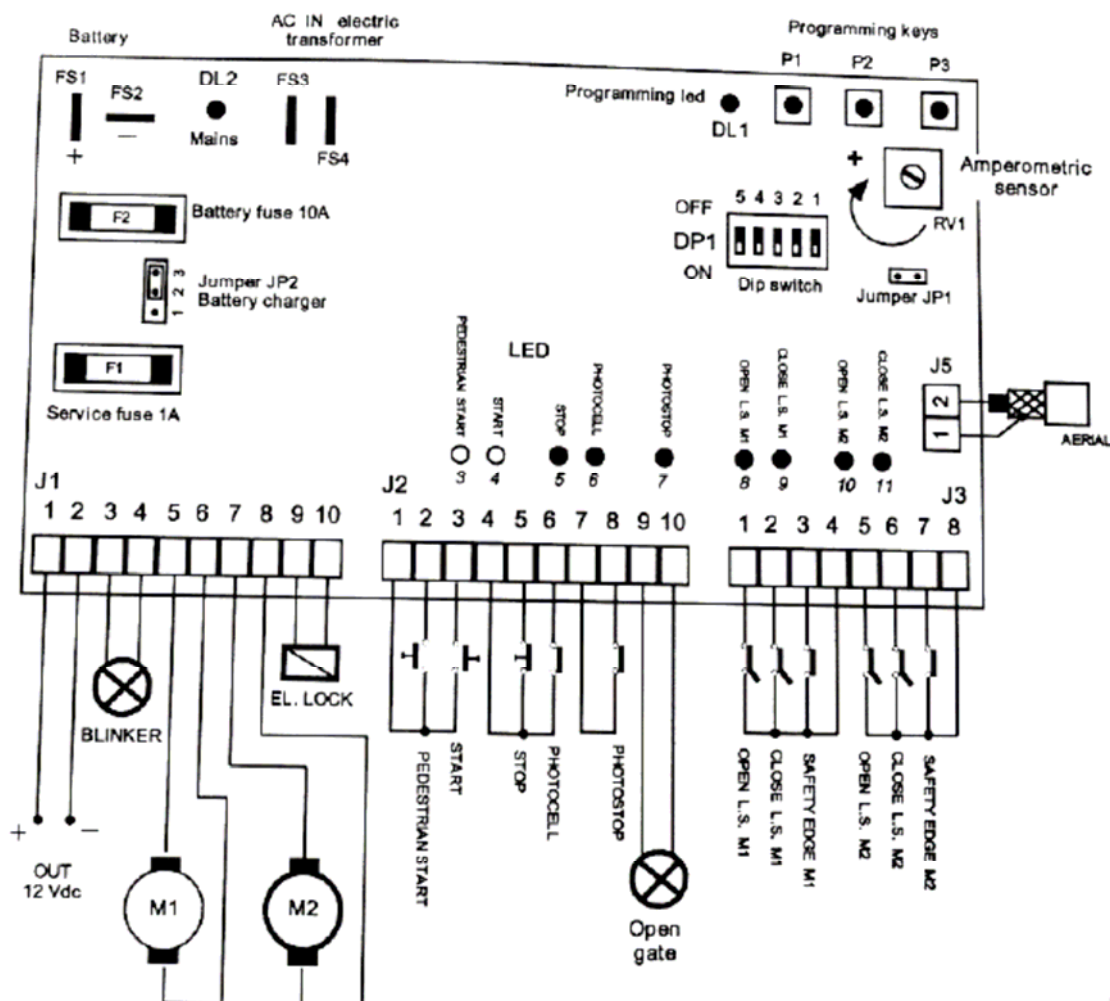 Battery
AC IN electric
transformer
Programming keys
P1 P2 P3
FS1
FS2
DL2
FS3
Programming led
DL1
+
—
Mains
FS4
+
Amperometric
sensor
RV1
F2
Battery fuse 10A
OFF
5 4 3 2 1
DP1
ON
Dip switch
3
2
1
Jumper JP2
Battery charger
Jumper JP1
F1
Service fuse 1A
LED
PEDESTRIAN START
START
STOP
PHOTOCELL
PHOTOSTOP
OPEN L.S. M1
CLOSE L.S. M1
OPEN L.S. M2
CLOSE L.S. M2
3 4 5 6 7 8 9 10 11
J5
2
1
AERIAL
J1
1 2 3 4 5 6 7 8 9 10
J2
1 2 3 4 5 6 7 8 9 10
J3
1 2 3 4 5 6 7 8
BLINKER
EL. LOCK
PEDESTRIAN START
START
STOP
PHOTOCELL
PHOTOSTOP
OPEN L.S. M1
CLOSE L.S. M1
SAFETY EDGE M1
OPEN L.S. M2
CLOSE L.S. M2
SAFETY EDGE M2
+ —
OUT
12 Vdc
M1
M2
Open
gate